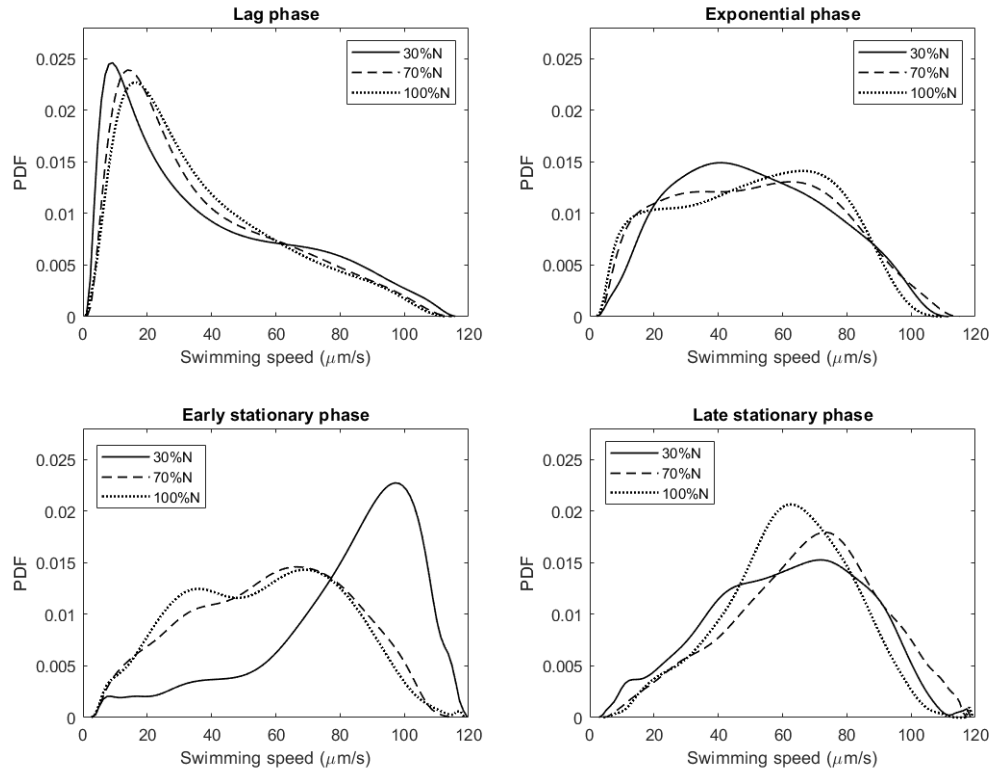 Lag phase
0.025
0.02
0.015
0.01
0.005
0
PDF
0 20 40 60 80 100 120
Swimming speed (μm/s)
30%N
70%N
100%N
Exponential phase
0.025
0.02
0.015
0.01
0.005
0
PDF
0 20 40 60 80 100 120
Swimming speed (μm/s)
30%N
70%N
100%N
Early stationary phase
0.025
0.02
0.015
0.01
0.005
0
PDF
0 20 40 60 80 100 120
Swimming speed (μm/s)
30%N
70%N
100%N
Late stationary phase
0.025
0.02
0.015
0.01
0.005
0
PDF
0 20 40 60 80 100 120
Swimming speed (μm/s)
30%N
70%N
100%N